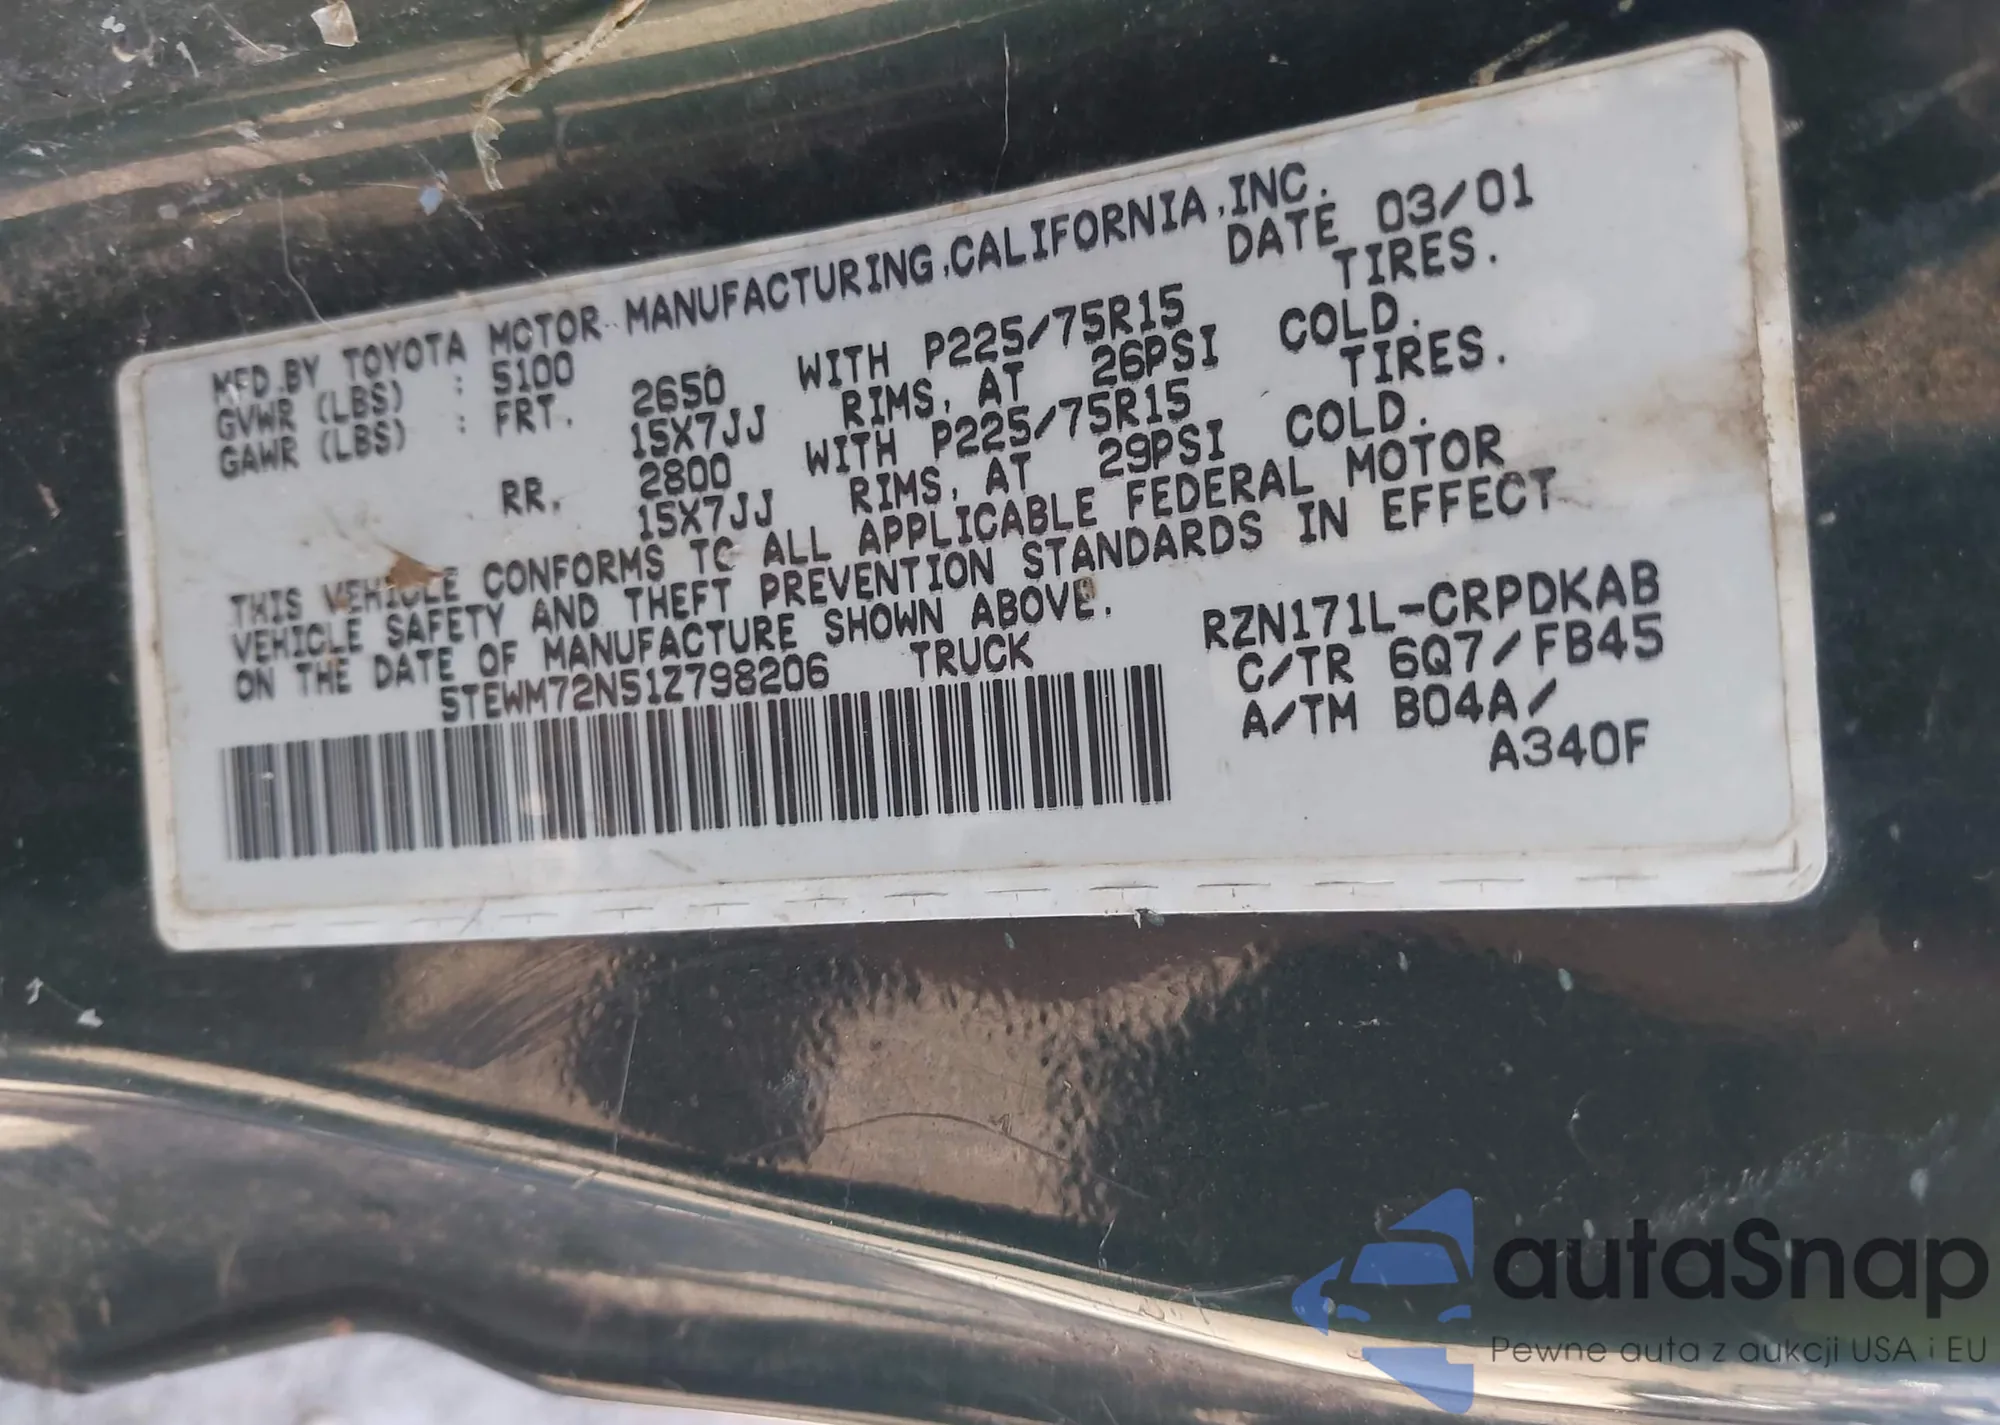 MFD.BY TOYOTA MOTOR MANUFACTURING,CALIFORNIA,INC.
DATE 03/01
GVWR (LBS) : 5100
GAWR (LBS) : FRT. 2650 WITH P225/75R15 TIRES.
15X7JJ RIMS, AT 26PSI COLD.
RR. 2800 WITH P225/75R15 TIRES.
15X7JJ RIMS, AT 29PSI COLD.
THIS VEHICLE CONFORMS TO ALL APPLICABLE FEDERAL MOTOR
VEHICLE SAFETY AND THEFT PREVENTION STANDARDS IN EFFECT
ON THE DATE OF MANUFACTURE SHOWN ABOVE.
5TEWM72N51Z798206 TRUCK
RZN171L-CRPDKAB
C/TR 6Q7/FB45
A/TM B04A/
A340F
autaSnap
Pewne auta z aukcji USA i EU